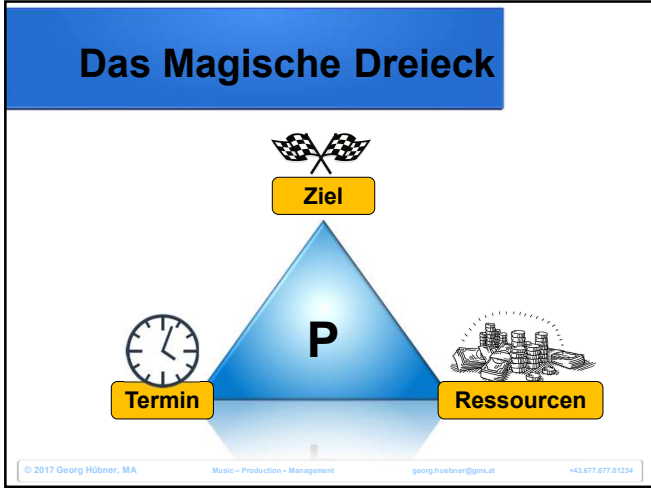 Das Magische Dreieck
Ziel
P
Termin
Ressourcen
© 2017 Georg Hübner, MA Music – Production – Management georg.huebner@gmx.at +43.677.677.01234